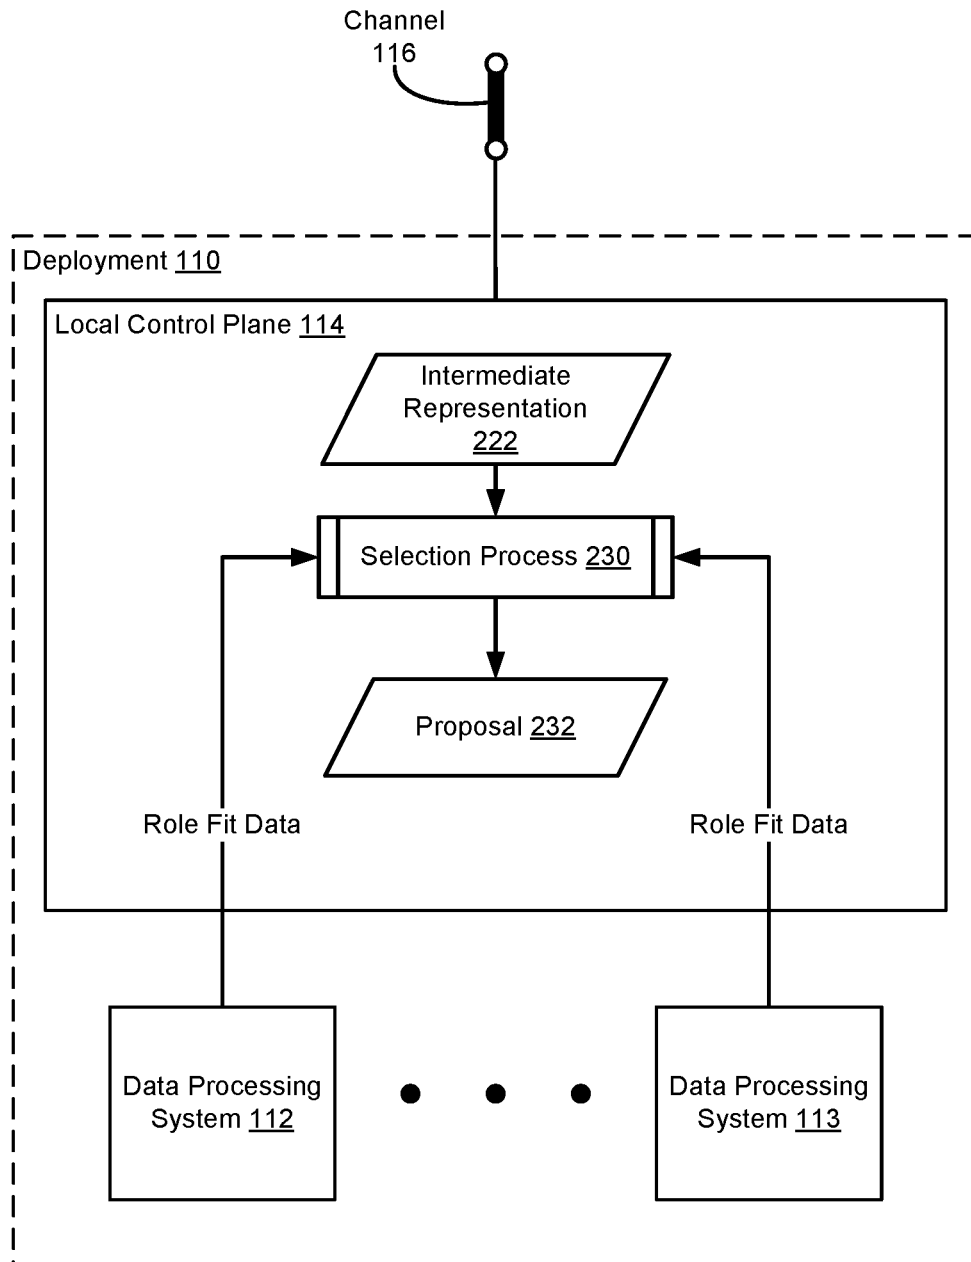 Channel
116
Deployment 110
Local Control Plane 114
Intermediate
Representation
222
Selection Process 230
Proposal 232
Role Fit Data
Role Fit Data
Data Processing
System 112
Data Processing
System 113